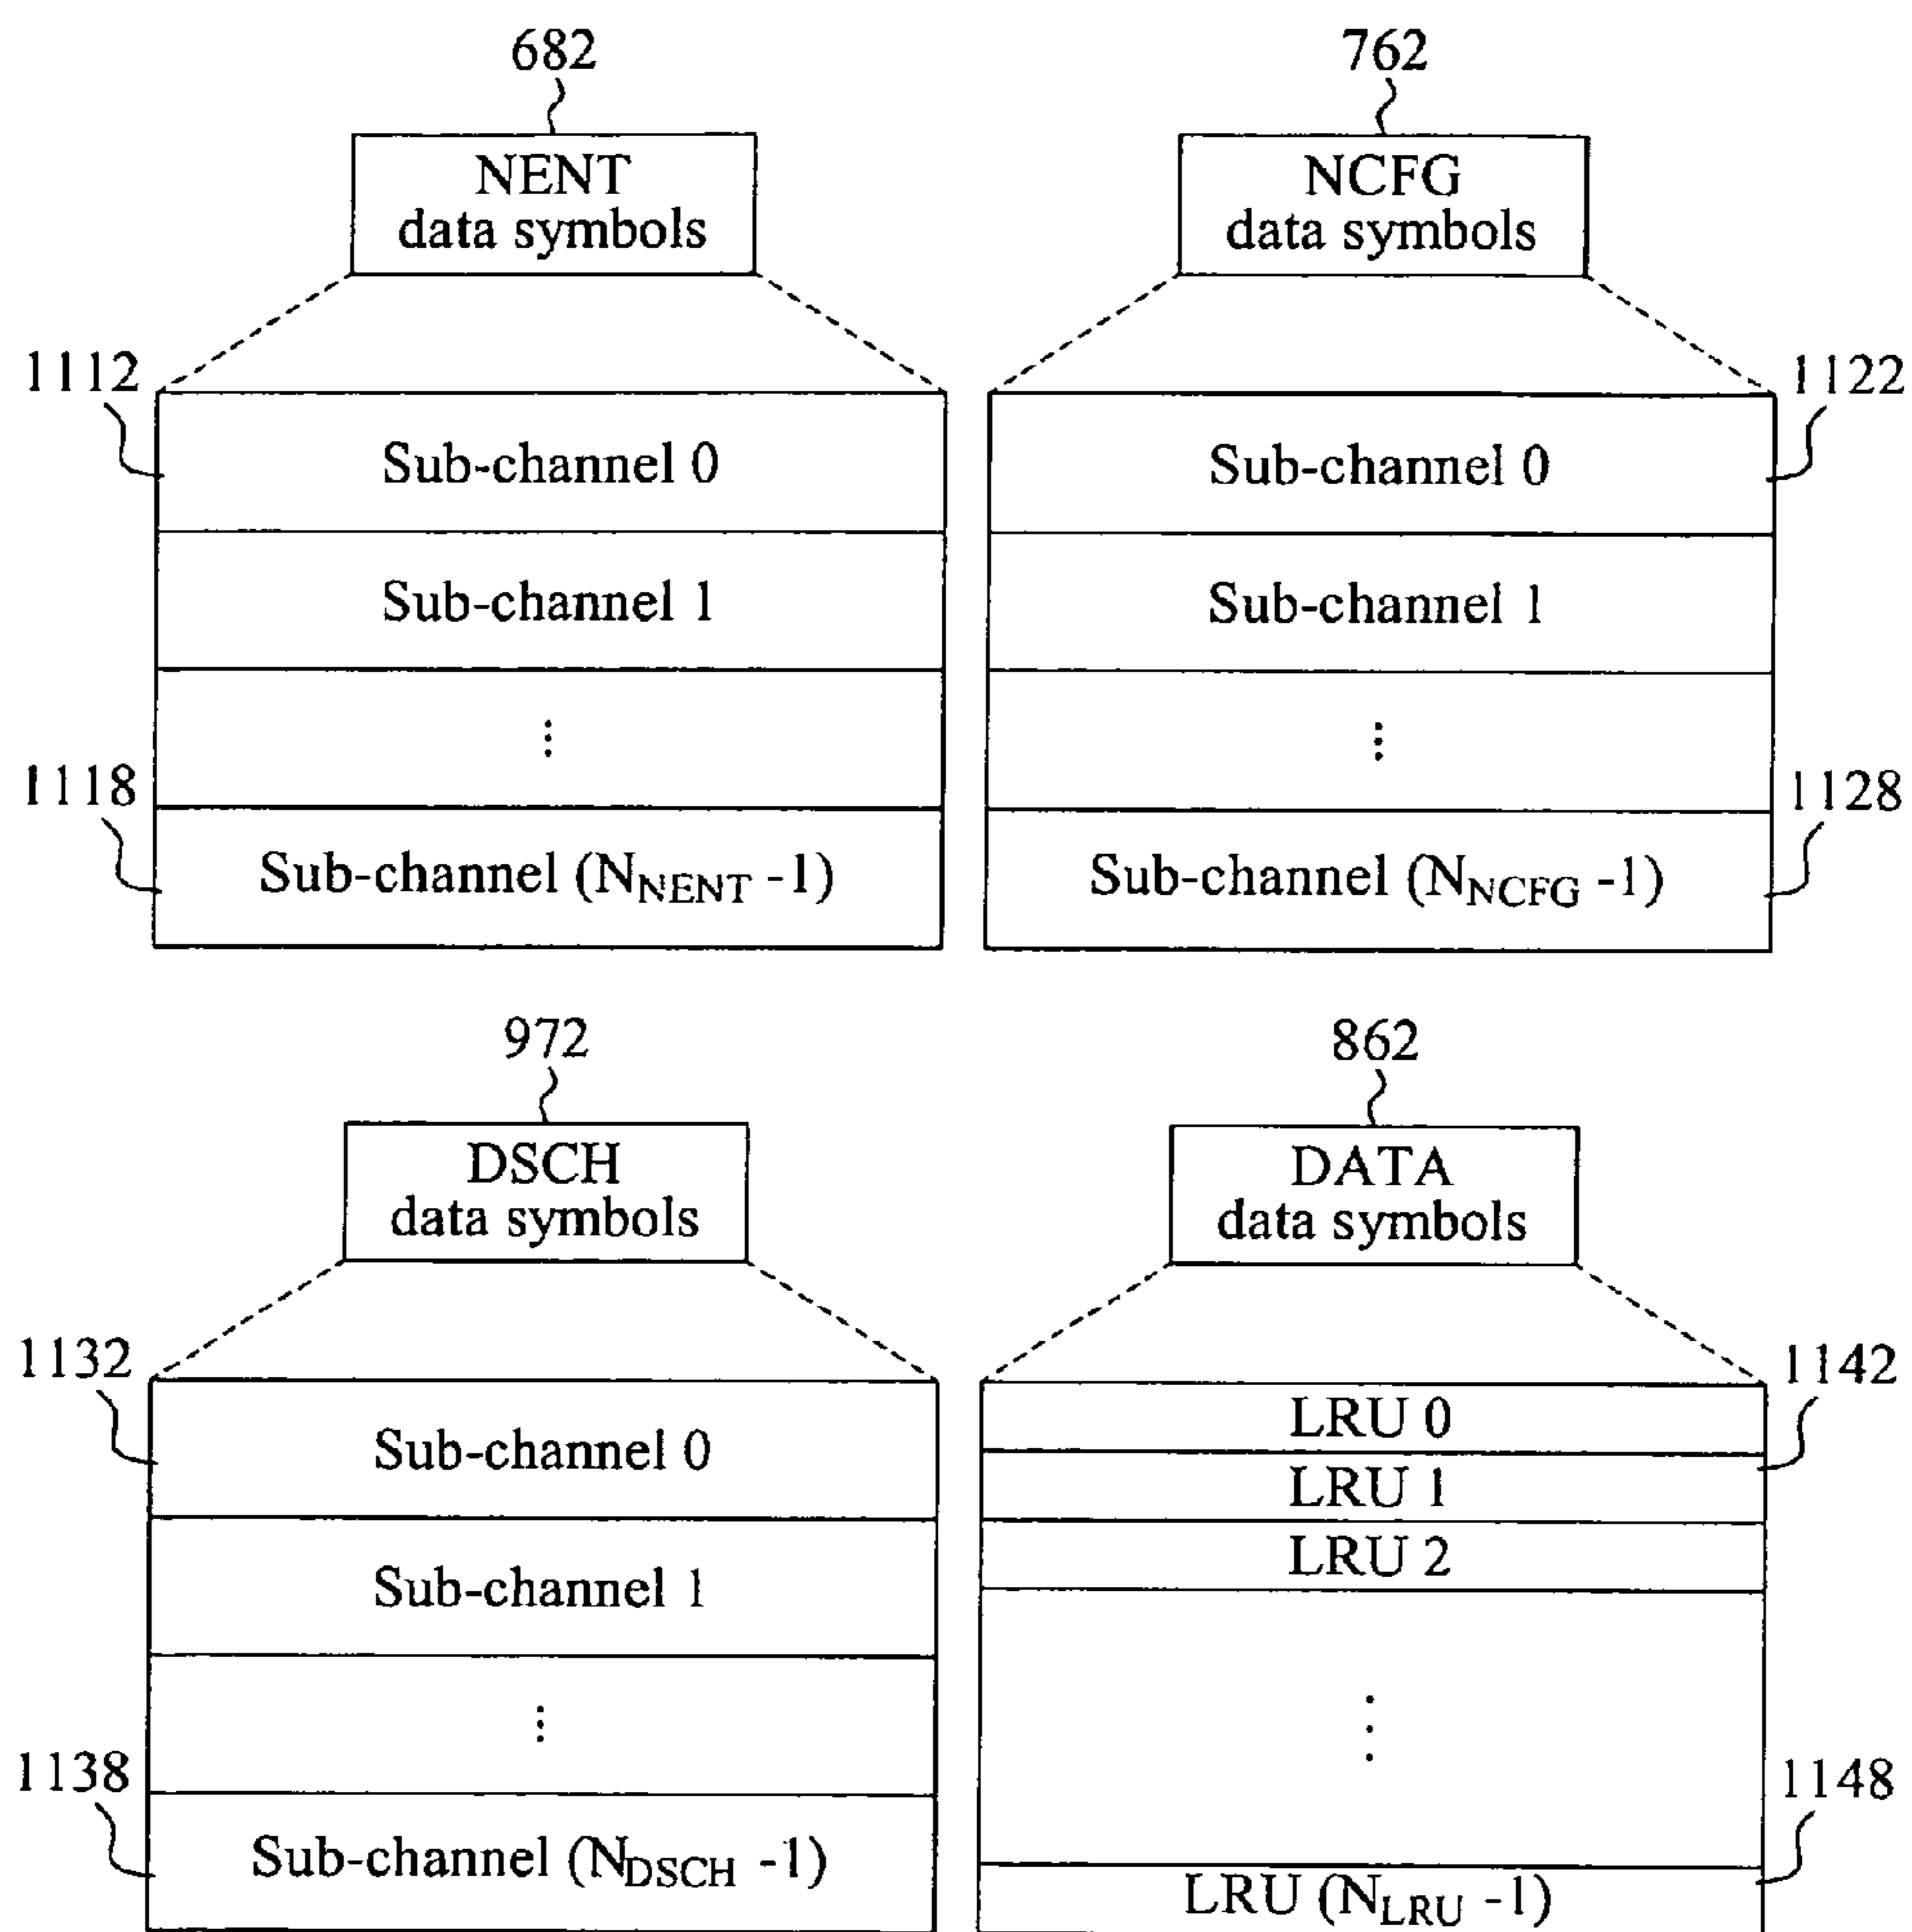 682
NENT
data symbols
1112
Sub-channel 0
Sub-channel 1
⋮
1118
Sub-channel (N_NENT -1)
762
NCFG
data symbols
1122
Sub-channel 0
Sub-channel 1
⋮
1128
Sub-channel (N_NCFG -1)
972
DSCH
data symbols
1132
Sub-channel 0
Sub-channel 1
⋮
1138
Sub-channel (N_DSCH -1)
862
DATA
data symbols
LRU 0
1142
LRU 1
LRU 2
⋮
1148
LRU (N_LRU -1)